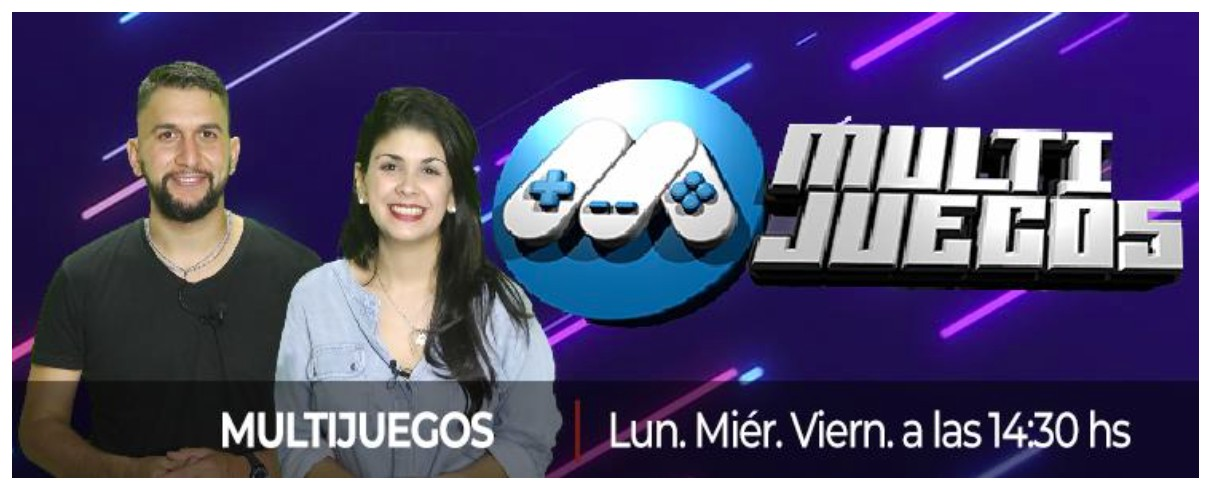 MULTI
JUEGOS
MULTIJUEGOS | Lun. Miér. Viern. a las 14:30 hs